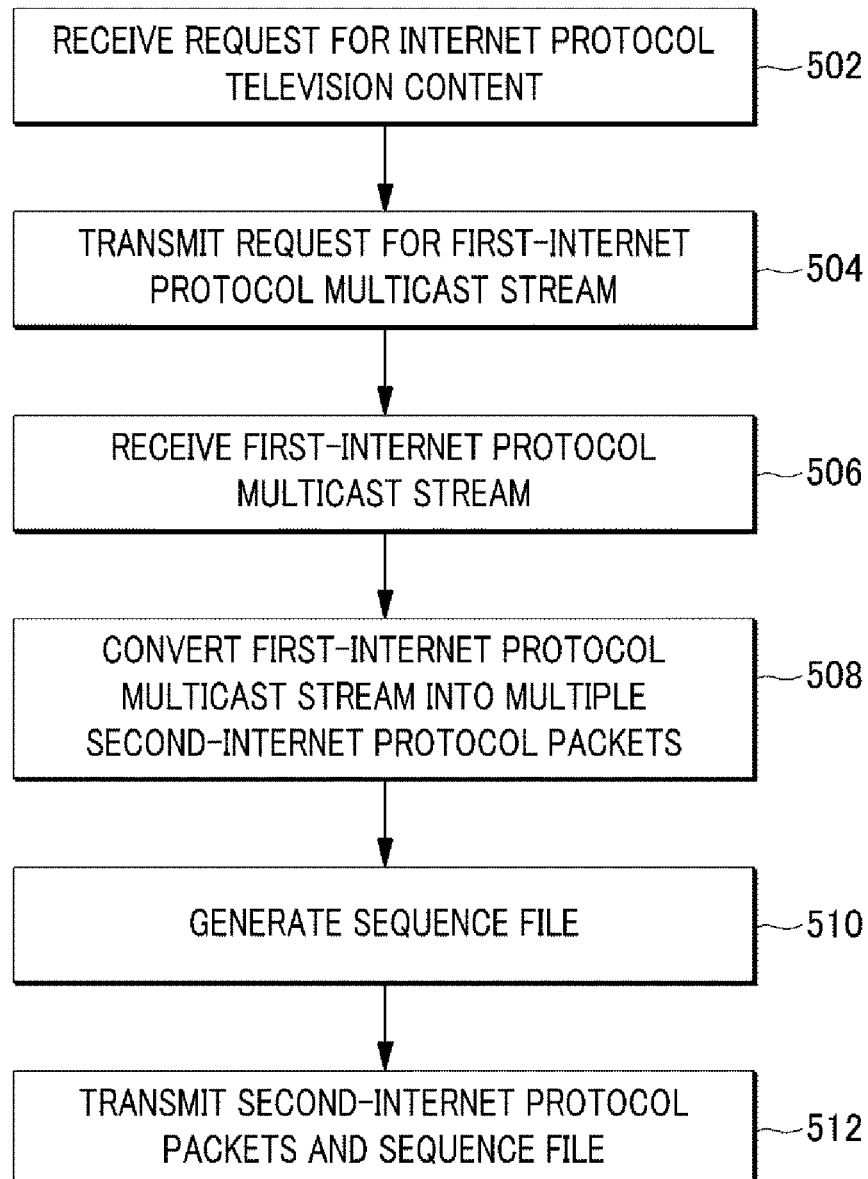 RECEIVE REQUEST FOR INTERNET PROTOCOL
TELEVISION CONTENT
502
TRANSMIT REQUEST FOR FIRST-INTERNET
PROTOCOL MULTICAST STREAM
504
RECEIVE FIRST-INTERNET PROTOCOL
MULTICAST STREAM
506
CONVERT FIRST-INTERNET PROTOCOL
MULTICAST STREAM INTO MULTIPLE
SECOND-INTERNET PROTOCOL PACKETS
508
GENERATE SEQUENCE FILE
510
TRANSMIT SECOND-INTERNET PROTOCOL
PACKETS AND SEQUENCE FILE
512